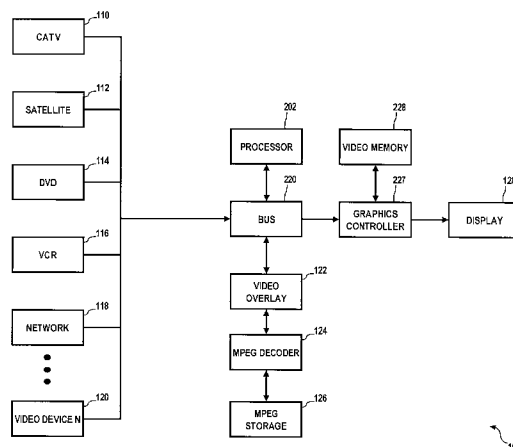 CATV
110
SATELLITE
112
DVD
114
VCR
116
NETWORK
118
VIDEO DEVICE N
120
PROCESSOR
202
BUS
220
VIDEO
OVERLAY
122
MPEG DECODER
124
MPEG
STORAGE
126
VIDEO MEMORY
228
GRAPHICS
CONTROLLER
227
DISPLAY